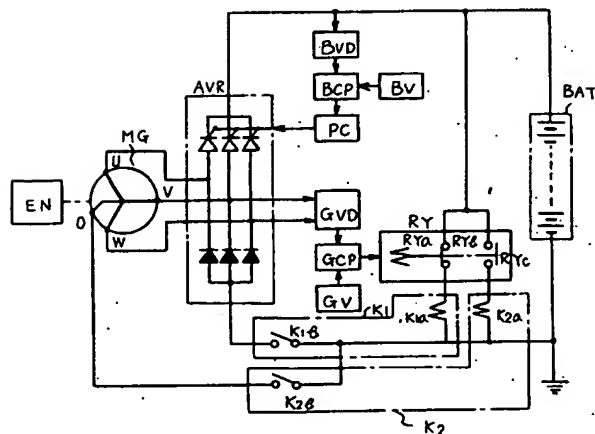 BVD
AVR
BCP
BV
BAT
PC
MG
U
EN
V
O
W
GVD
RY
RYa
RYB
RYC
GCP
GV
K1
K1a
K2a
K1B
K2B
K2